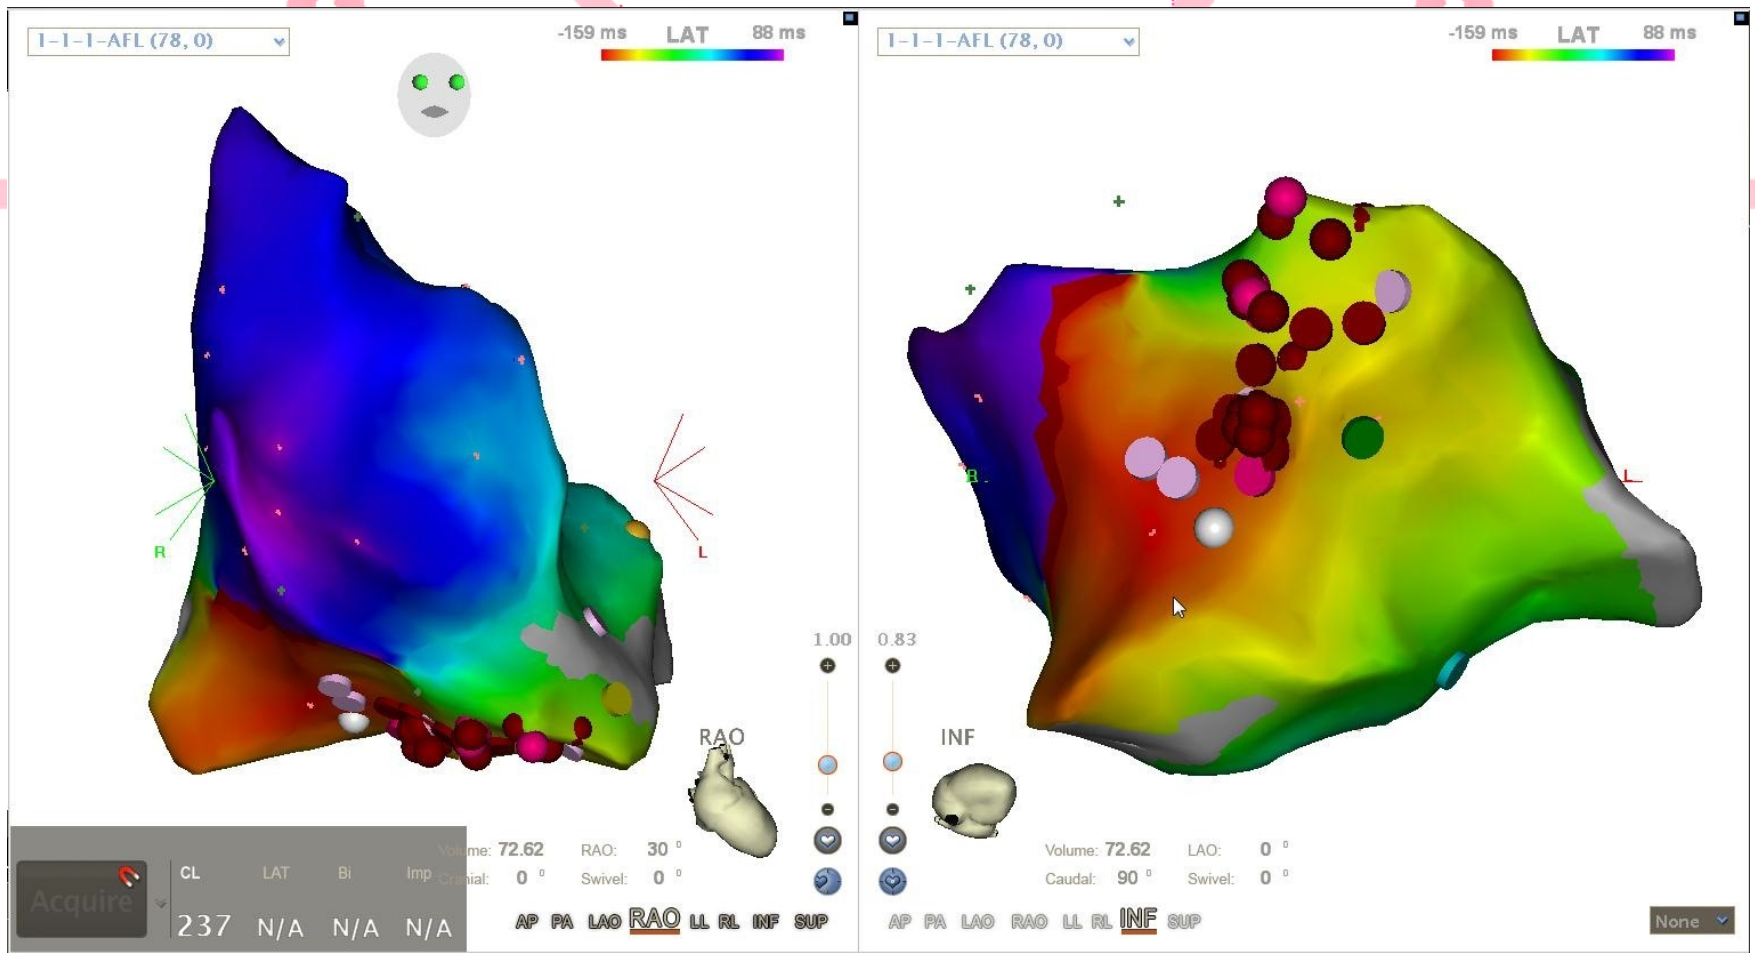 1-1-1-AFL (78, 0)
-159 ms LAT 88 ms
R
L
1.00
RAO
Volume: 72.62 RAO: 30 °
Cranial: 0 ° Swivel: 0 °
Acquire
CL LAT Bi Imp
237 N/A N/A N/A
AP PA LAO RAO LL RL INF SUP
1-1-1-AFL (78, 0)
-159 ms LAT 88 ms
R
L
0.83
INF
Volume: 72.62 LAO: 0 °
Caudal: 90 ° Swivel: 0 °
AP PA LAO RAO LL RL INF SUP
None